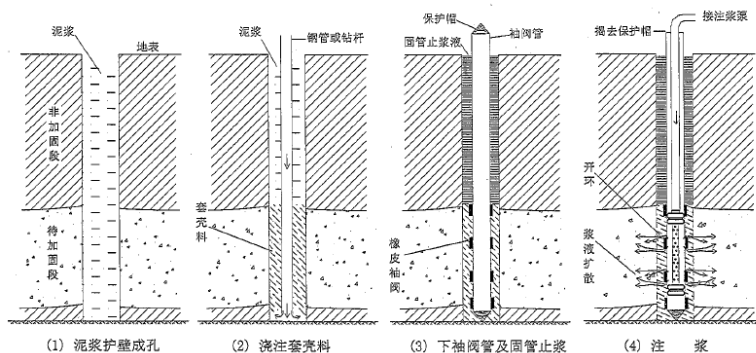 泥浆
地表
非加固段
待加固段
(1) 泥浆护壁成孔
泥浆
钢管或钻杆
套壳料
(2) 浇注套壳料
保护帽
固管止浆液
袖阀管
橡皮袖阀
(3) 下袖阀管及固管止浆
揭去保护帽
接注浆泵
开环
浆液扩散
(4) 注 浆